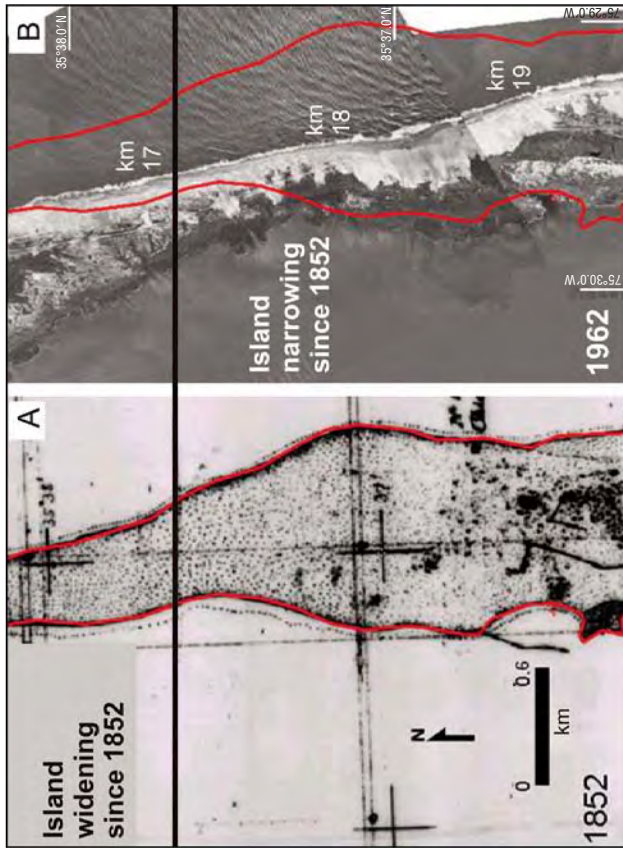 A
Island
widening
since 1852
35°38'
37
N
0
0.6
km
1852
B
35°38.0,'N
35°37.0,'N
km
17
km
18
km
19
Island
narrowing
since 1852
1962
75°30.0'W
75°29.0'W